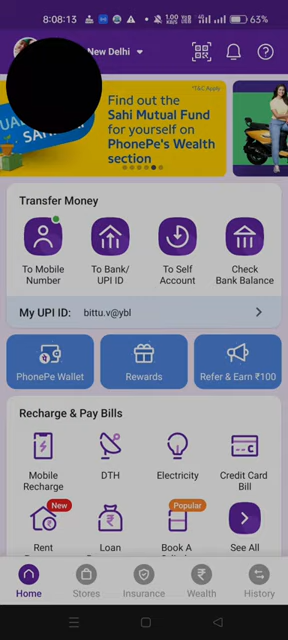 8:08:13
63%
New Delhi
*T&C Apply
Find out the
Sahi Mutual Fund
for yourself on
PhonePe's Wealth
section
Transfer Money
To Mobile
Number
To Bank/
UPI ID
To Self
Account
Check
Bank Balance
My UPI ID: bittu.v@ybl
PhonePe Wallet
Rewards
Refer & Earn ₹100
Recharge & Pay Bills
Mobile
Recharge
DTH
Electricity
Credit Card
Bill
New
Popular
Rent
Loan
Book A
See All
Home
Stores
Insurance
Wealth
History